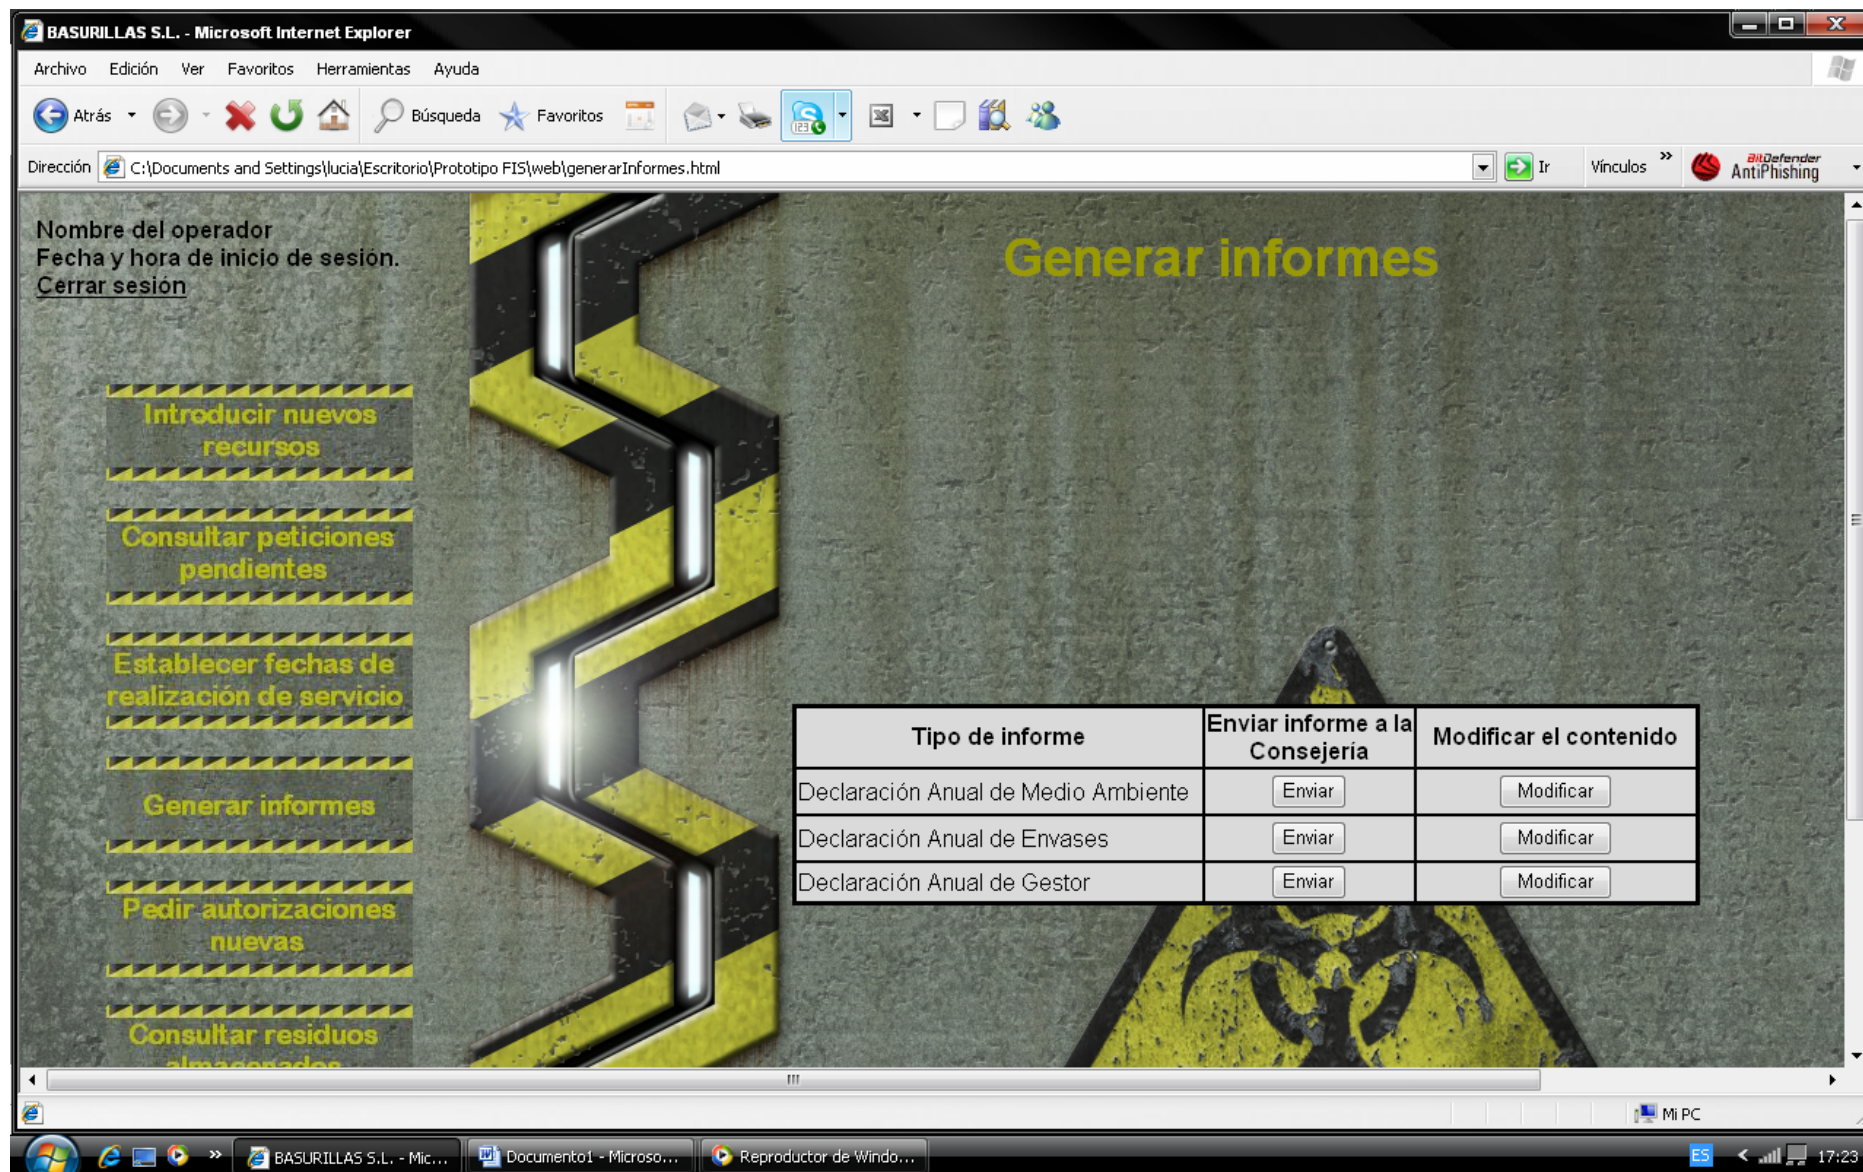 BASURILLAS S.L. - Microsoft Internet Explorer
Archivo Edición Ver Favoritos Herramientas Ayuda
Atrás Búsqueda Favoritos
Dirección C:\Documents and Settings\lucia\Escritorio\Prototipo FIS\web\generarInformes.html Ir Vínculos » BitDefender
AntiPhishing
Nombre del operador
Fecha y hora de inicio de sesión.
Cerrar sesión
Generar informes
Introducir nuevos
recursos
Consultar peticiones
pendientes
Establecer fechas de
realización de servicio
Generar informes
Pedir autorizaciones
nuevas
Consultar residuos
almacenados
Tipo de informe Enviar informe a la Modificar el contenido
Consejería
Declaración Anual de Medio Ambiente Enviar Modificar
Declaración Anual de Envases Enviar Modificar
Declaración Anual de Gestor Enviar Modificar
Mi PC
» BASURILLAS S.L. - Mic... Documento1 - Microso... Reproductor de Windo... ES 17:23